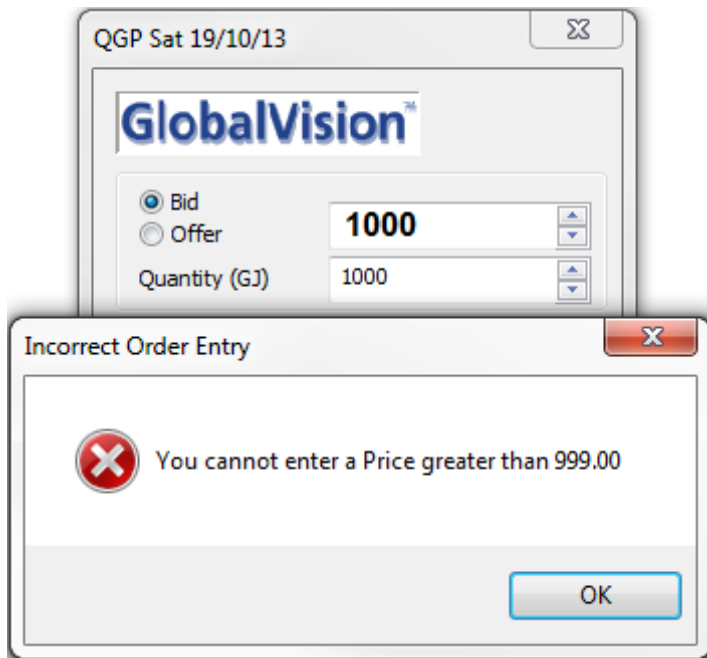 QGP Sat 19/10/13
GlobalVision™
Bid
Offer
1000
Quantity (GJ)
1000
Incorrect Order Entry
You cannot enter a Price greater than 999.00
OK